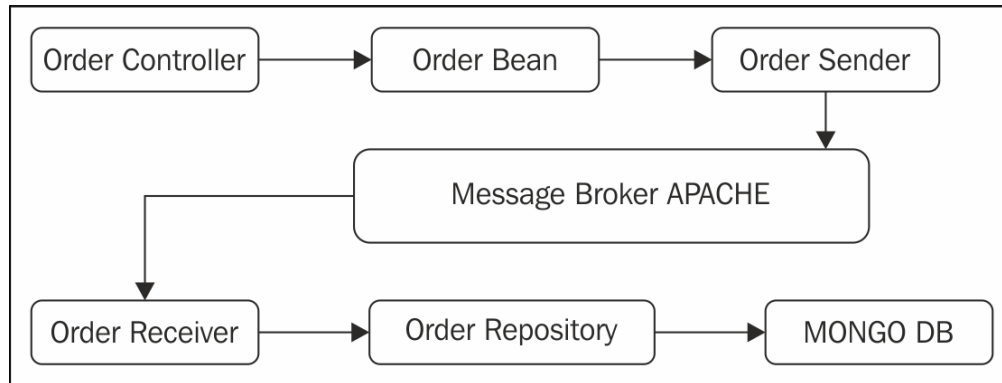 Order Controller
Order Bean
Order Sender
Message Broker APACHE
Order Receiver
Order Repository
MONGO DB